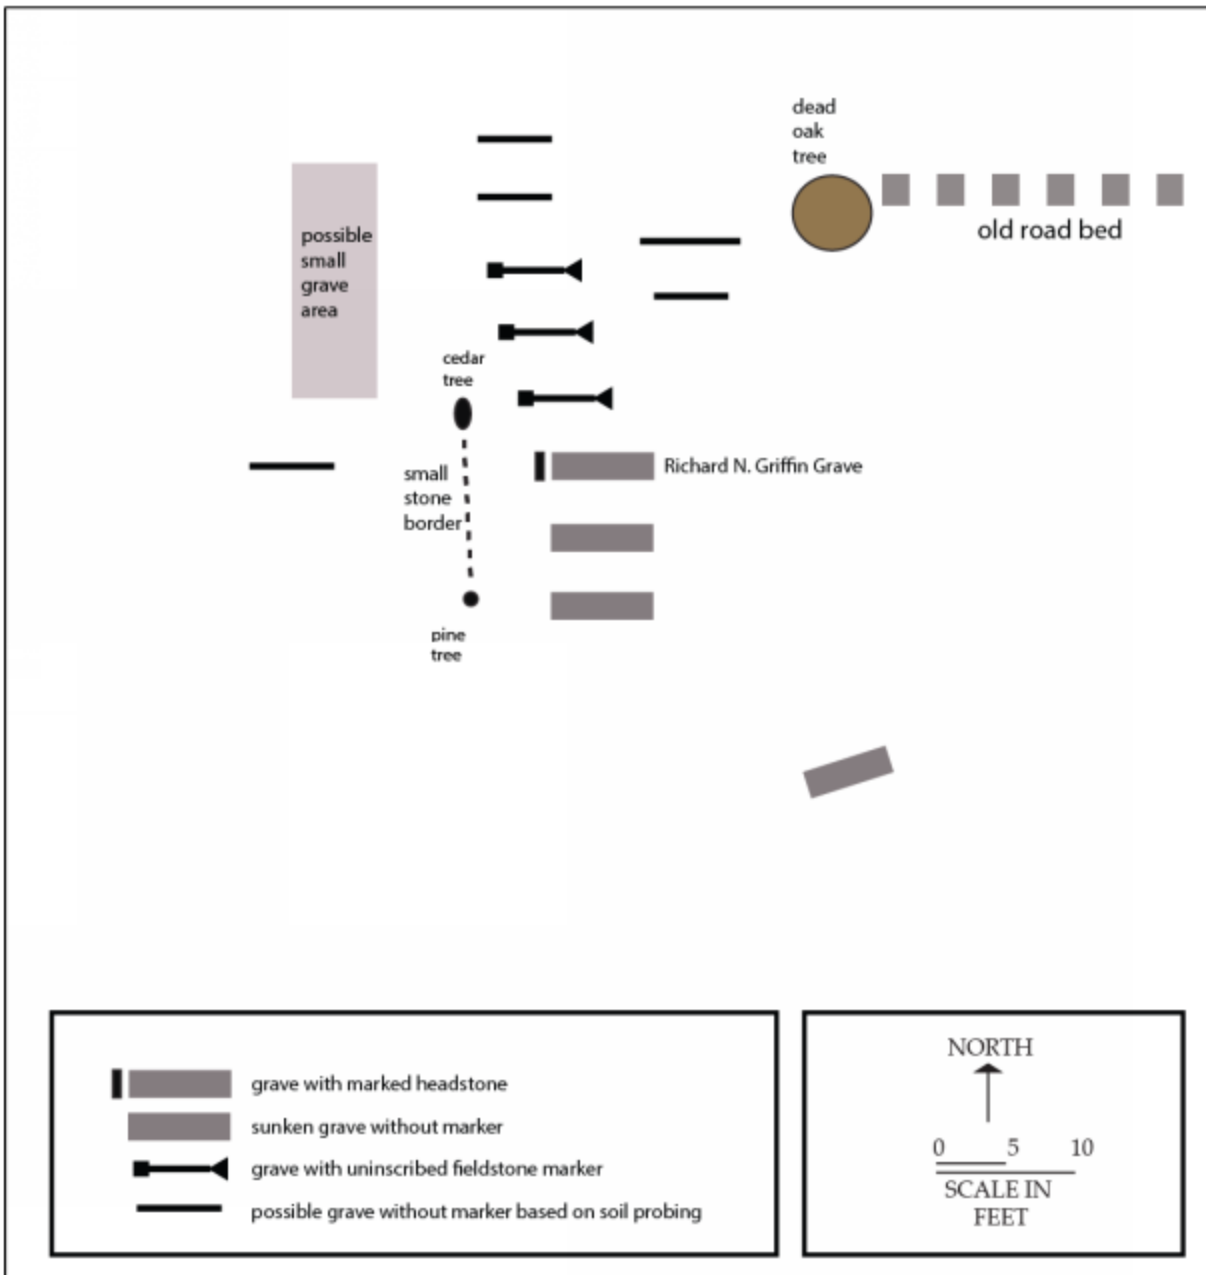 dead
oak
tree
old road bed
possible
small
grave
area
cedar
tree
small
stone
border
Richard N. Griffin Grave
pine
tree
grave with marked headstone
sunken grave without marker
grave with uninscribed fieldstone marker
possible grave without marker based on soil probing
NORTH
0 5 10
SCALE IN
FEET